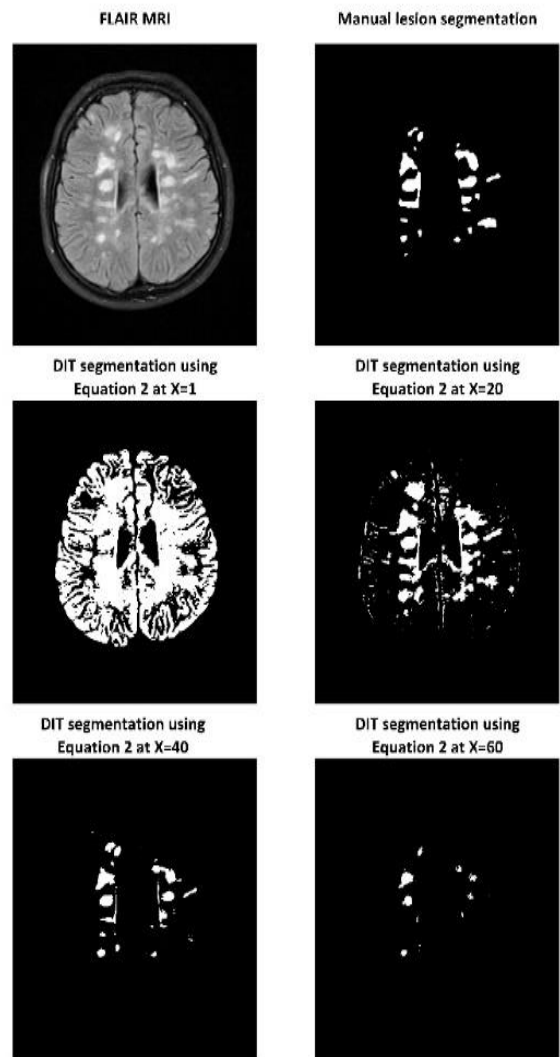 FLAIR MRI
Manual lesion segmentation
DIT segmentation using
Equation 2 at X=1
DIT segmentation using
Equation 2 at X=20
DIT segmentation using
Equation 2 at X=40
DIT segmentation using
Equation 2 at X=60